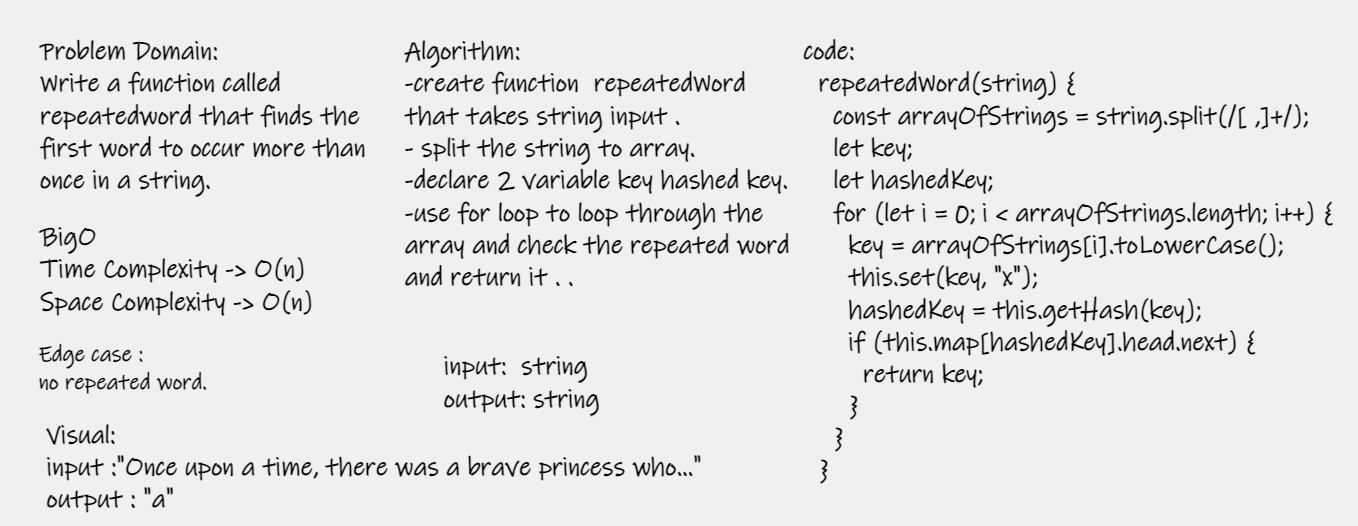 Problem Domain:
Write a function called
repeatedword that finds the
first word to occur more than
once in a string.
BigO
Time Complexity -> O(n)
Space Complexity -> O(n)
Edge case :
no repeated word.
Algorithm:
-create function repeatedWord
that takes string input .
- split the string to array.
-declare 2 variable key hashed key.
-use for loop to loop through the
array and check the repeated word
and return it . .
input: string
output: string
Visual:
input :"Once upon a time, there was a brave princess who..."
output : "a"
code:
repeatedWord(string) {
const arrayOfStrings = string.split(/[ ,]+/);
let key;
let hashedKey;
for (let i = 0; i < arrayOfStrings.length; i++) {
key = arrayOfStrings[i].toLowerCase();
this.set(key, "x");
hashedKey = this.getHash(key);
if (this.map[hashedKey].head.next) {
return key;
}
}
}